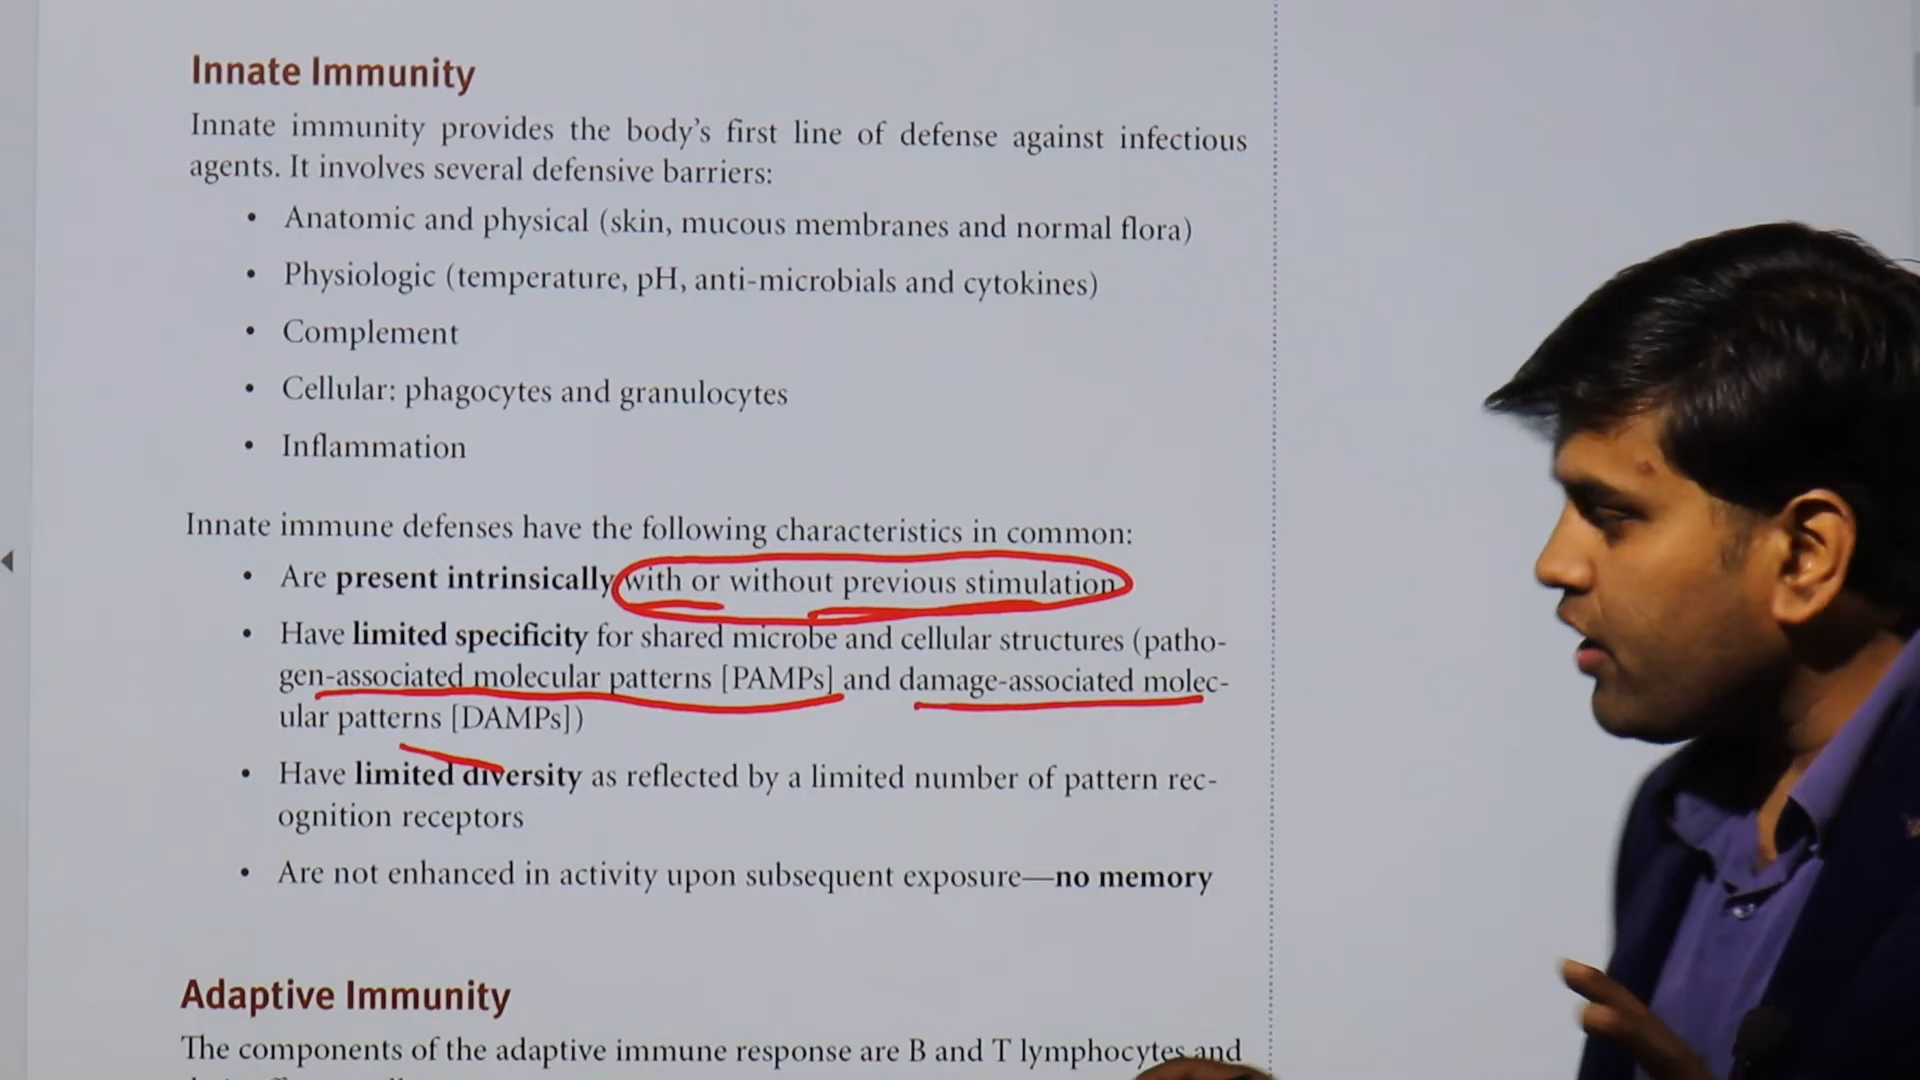 Innate Immunity
Innate immunity provides the body's first line of defense against infectious
agents. It involves several defensive barriers:
• Anatomic and physical (skin, mucous membranes and normal flora)
• Physiologic (temperature, pH, anti-microbials and cytokines)
• Complement
• Cellular: phagocytes and granulocytes
• Inflammation
Innate immune defenses have the following characteristics in common:
• Are present intrinsically with or without previous stimulation
• Have limited specificity for shared microbe and cellular structures (patho-
gen-associated molecular patterns [PAMPs] and damage-associated molec-
ular patterns [DAMPs])
• Have limited diversity as reflected by a limited number of pattern rec-
ognition receptors
• Are not enhanced in activity upon subsequent exposure—no memory
Adaptive Immunity
The components of the adaptive immune response are B and T lymphocytes and